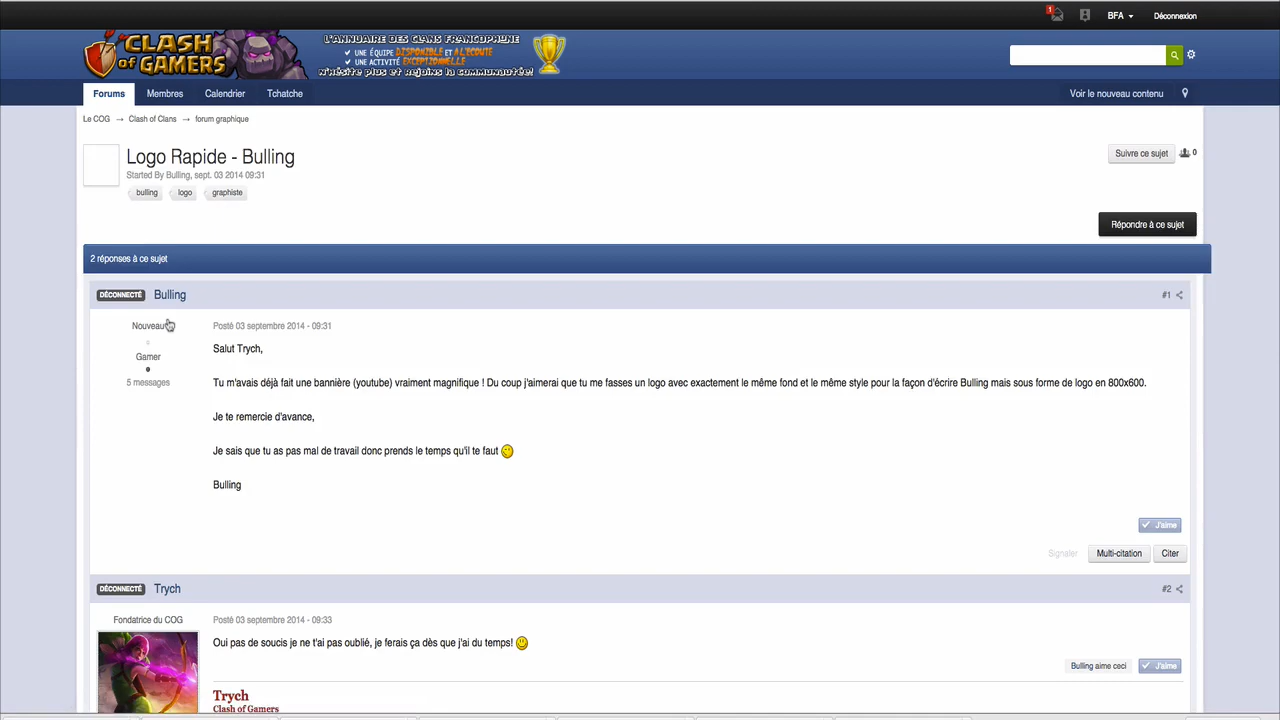 1
BFA
Déconnexion
CLASH
OF GAMERS
L'ANNUAIRE DES CLANS FRANCOPHONE
UNE ÉQUIPE DISPONIBLE ET À L'ÉCOUTE
UNE ACTIVITÉ EXCEPTIONNELLE
N'hésite plus et rejoins la communauté!
Forums
Membres
Calendrier
Tchatche
Voir le nouveau contenu
Le COG → Clash of Clans → forum graphique
Logo Rapide - Bulling
Started By Bulling, sept. 03 2014 09:31
bulling
logo
graphiste
Suivre ce sujet
0
Répondre à ce sujet
2 réponses à ce sujet
DÉCONNECTÉ
Bulling
#1
Nouveau
Gamer
5 messages
Posté 03 septembre 2014 - 09:31
Salut Trych,
Tu m'avais déjà fait une bannière (youtube) vraiment magnifique ! Du coup j'aimerai que tu me fasses un logo avec exactement le même fond et le même style pour la façon d'écrire Bulling mais sous forme de logo en 800x600.
Je te remercie d'avance,
Je sais que tu as pas mal de travail donc prends le temps qu'il te faut
Bulling
J'aime
Signaler
Multi-citation
Citer
DÉCONNECTÉ
Trych
#2
Fondatrice du COG
Posté 03 septembre 2014 - 09:33
Oui pas de soucis je ne t'ai pas oublié, je ferais ça dès que j'ai du temps!
Bulling aime ceci
J'aime
Trych
Clash of Gamers